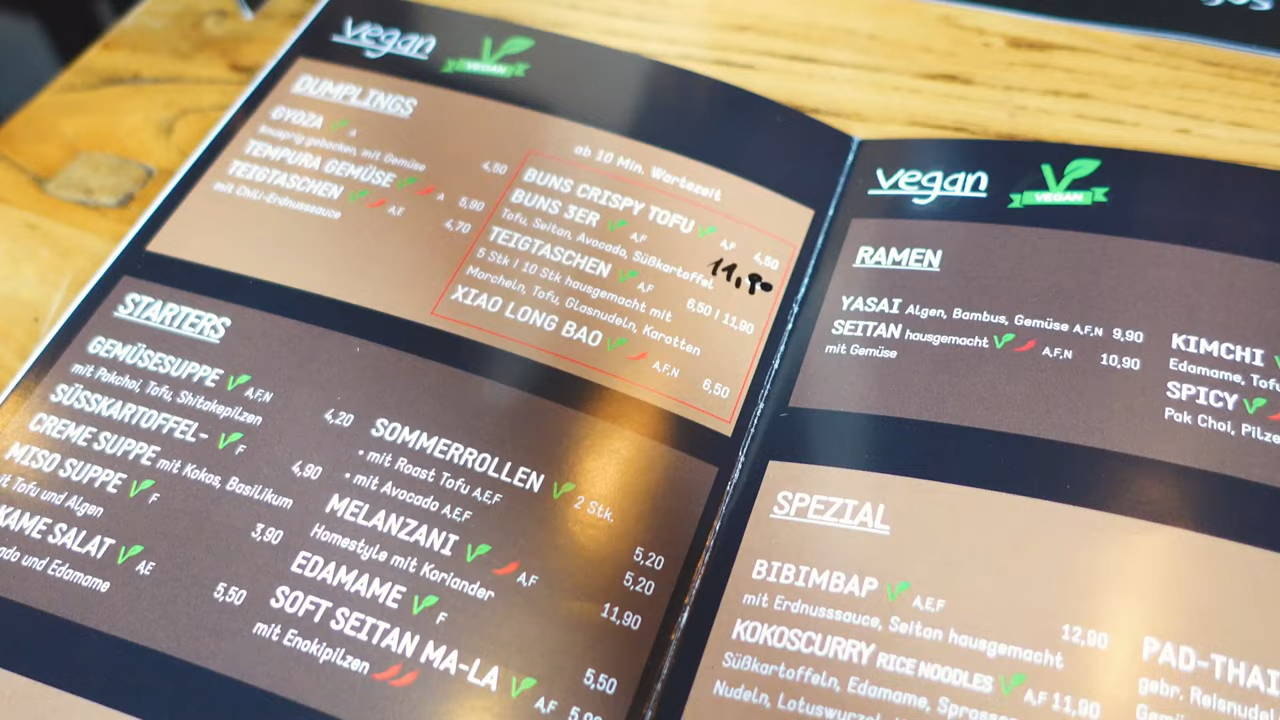 vegan
VEGAN
DUMPLINGS
GYOZA A
knusprig gebacken, mit Gemüse 4,50
TEMPURA GEMÜSE A 5,90
TEIGTASCHEN A,F
mit Chili-Erdnusssauce 4,70
ab 10 Min. Wartezeit
BUNS CRISPY TOFU A,F 4,50
BUNS 3ER A,F
Tofu, Seitan, Avocado, Süßkartoffel 11,90
TEIGTASCHEN A,F 6,50 | 11,90
5 Stk | 10 Stk hausgemacht mit
Morcheln, Tofu, Glasnudeln, Karotten
XIAO LONG BAO A,F,N 6,50
STARTERS
GEMÜSESUPPE A,F,N
mit Pakchoi, Tofu, Shitakepilzen 4,20
SÜSSKARTOFFEL- F
CREME SUPPE mit Kokos, Basilikum 4,90
MISO SUPPE F
Tofu und Algen 3,90
KAME SALAT A,E
ado und Edamame 5,50
SOMMERROLLEN 2 Stk.
• mit Roast Tofu A,E,F 5,20
• mit Avocado A,E,F 5,20
MELANZANI A,F
Homestyle mit Koriander 11,90
EDAMAME F 5,50
SOFT SEITAN MA-LA A,F
mit Enokipilzen
vegan
VEGAN
RAMEN
YASAI Algen, Bambus, Gemüse A,F,N 9,90
SEITAN hausgemacht A,F,N 10,90
mit Gemüse
KIMCHI
Edamame, Tofu
SPICY
Pak Choi, Pilze
SPEZIAL
BIBIMBAP A,E,F
mit Erdnusssauce, Seitan hausgemacht 12,90
KOKOSCURRY RICE NOODLES A,F 11,90
Süßkartoffeln, Edamame, Sprossen
Nudeln, Lotuswurzel
PAD-THAI
gebr. Reisnudel